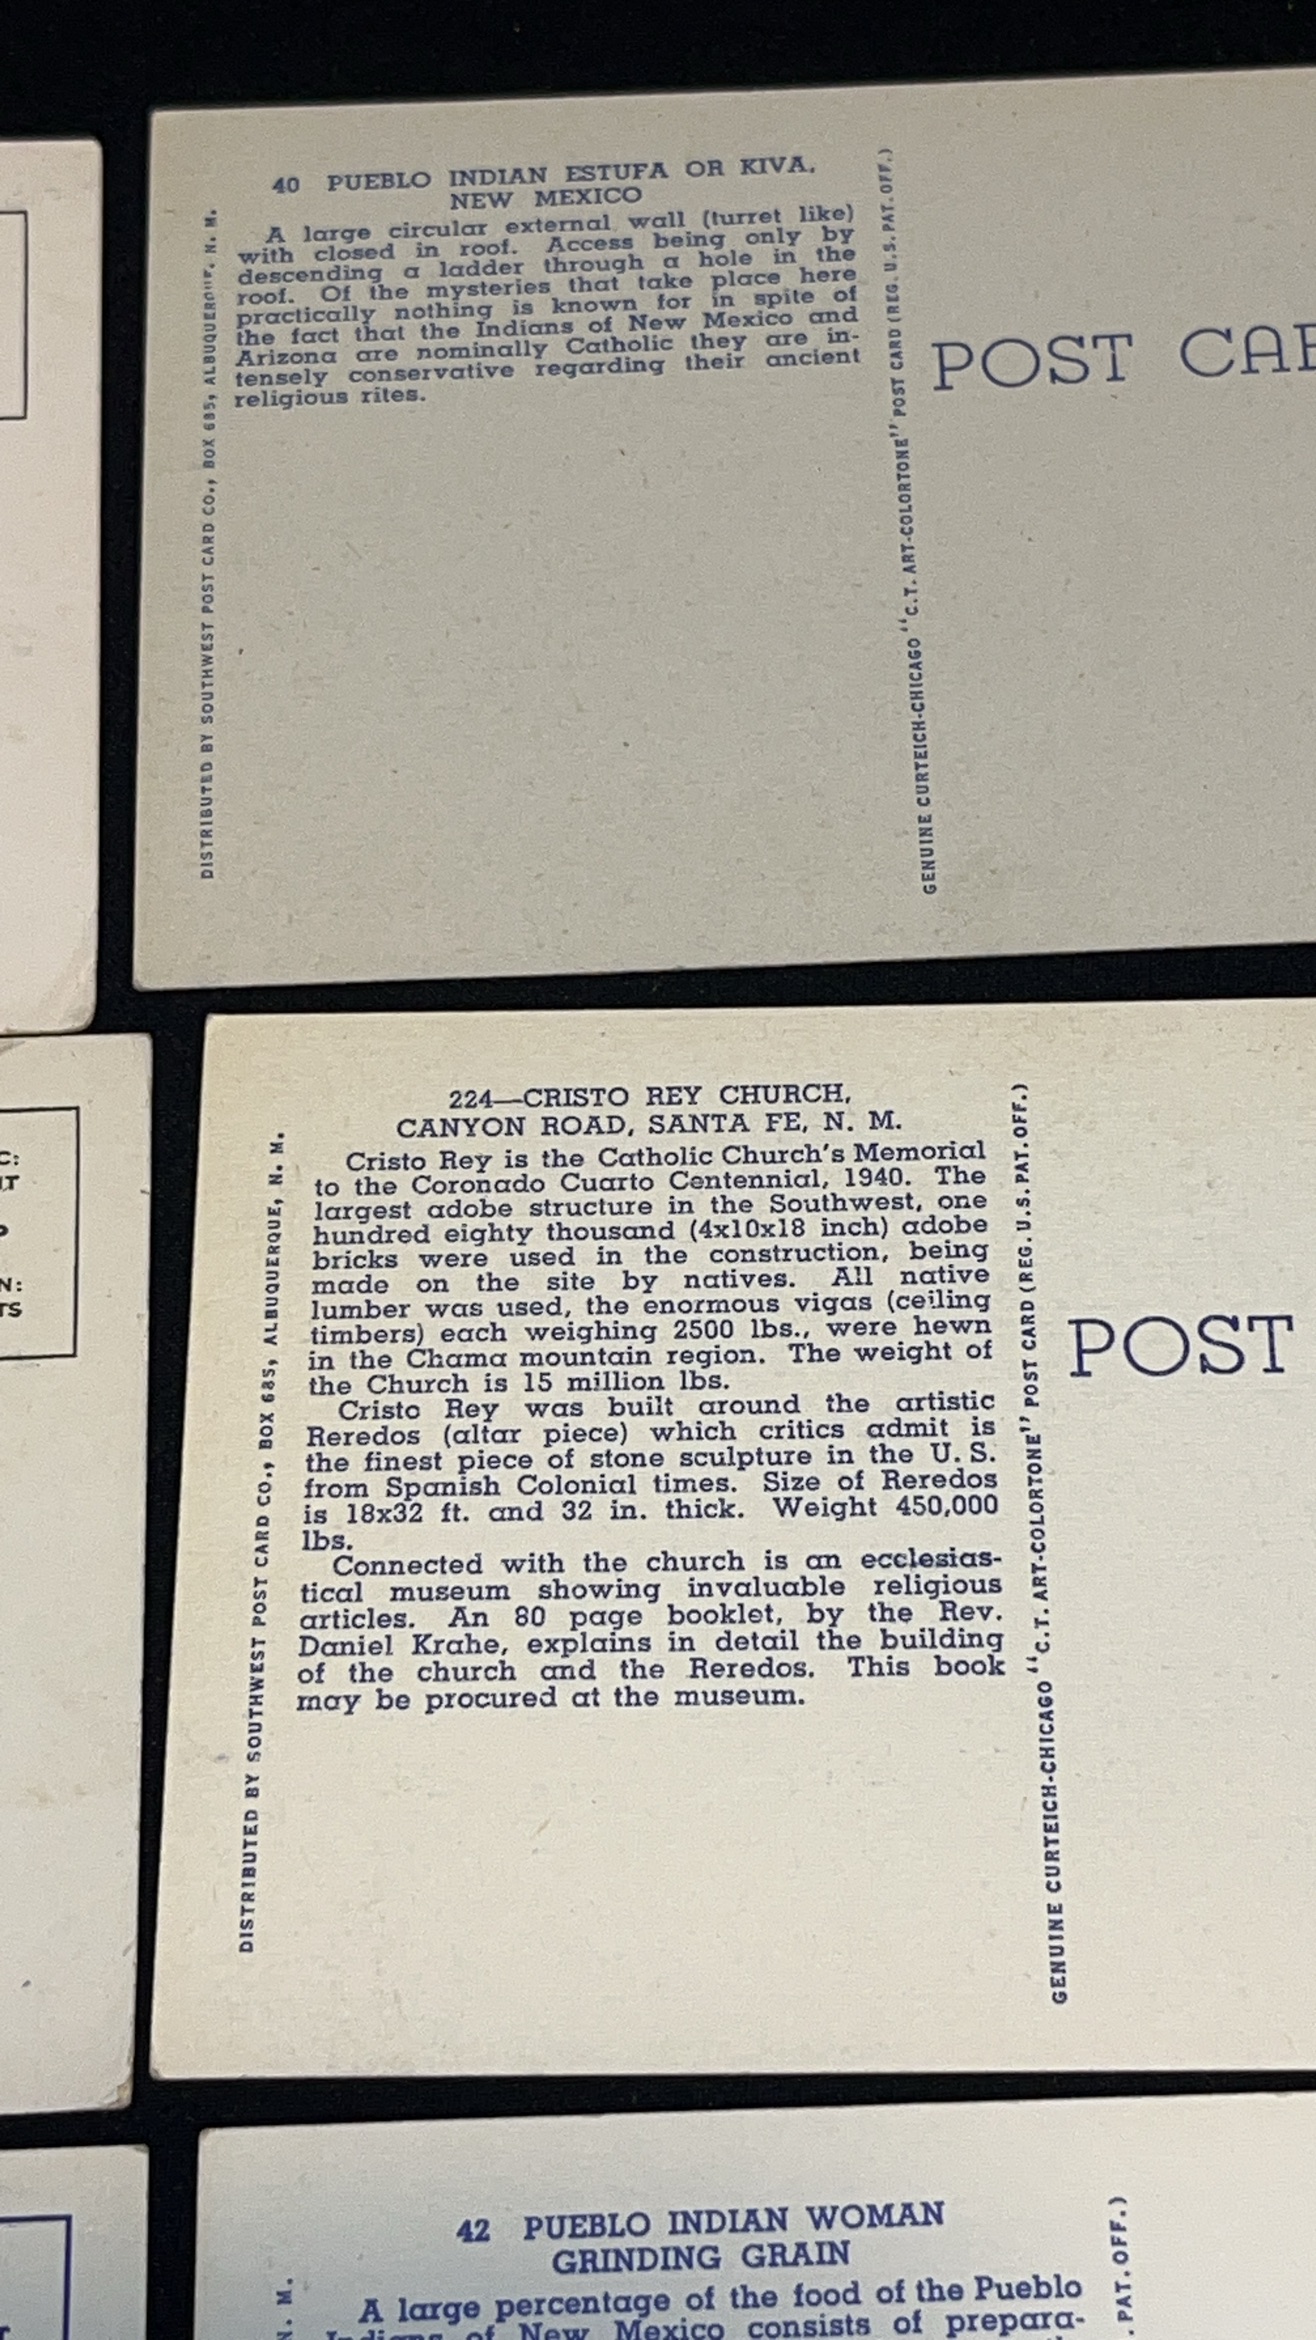 40 PUEBLO INDIAN ESTUFA OR KIVA,
NEW MEXICO
A large circular external wall (turret like)
with closed in roof. Access being only by
descending a ladder through a hole in the
roof. Of the mysteries that take place here
practically nothing is known for in spite of
the fact that the Indians of New Mexico and
Arizona are nominally Catholic they are in-
tensely conservative regarding their ancient
religious rites.
DISTRIBUTED BY SOUTHWEST POST CARD CO., BOX 685, ALBUQUERQUE, N. M.
GENUINE CURTEICH-CHICAGO "C.T. ART-COLORTONE" POST CARD (REG. U.S. PAT. OFF.)
POST CAR
C:
N:
TS
224—CRISTO REY CHURCH,
CANYON ROAD, SANTA FE, N. M.
Cristo Rey is the Catholic Church's Memorial
to the Coronado Cuarto Centennial, 1940. The
largest adobe structure in the Southwest, one
hundred eighty thousand (4x10x18 inch) adobe
bricks were used in the construction, being
made on the site by natives. All native
lumber was used, the enormous vigas (ceiling
timbers) each weighing 2500 lbs., were hewn
in the Chama mountain region. The weight of
the Church is 15 million lbs.
Cristo Rey was built around the artistic
Reredos (altar piece) which critics admit is
the finest piece of stone sculpture in the U. S.
from Spanish Colonial times. Size of Reredos
is 18x32 ft. and 32 in. thick. Weight 450,000
lbs.
Connected with the church is an ecclesias-
tical museum showing invaluable religious
articles. An 80 page booklet, by the Rev.
Daniel Krahe, explains in detail the building
of the church and the Reredos. This book
may be procured at the museum.
DISTRIBUTED BY SOUTHWEST POST CARD CO., BOX 685, ALBUQUERQUE, N. M.
GENUINE CURTEICH-CHICAGO "C.T. ART-COLORTONE" POST CARD (REG. U.S. PAT. OFF.)
POST
42 PUEBLO INDIAN WOMAN
GRINDING GRAIN
A large percentage of the food of the Pueblo
Indians of New Mexico consists of prepara-
N. M.
. PAT. OFF.)